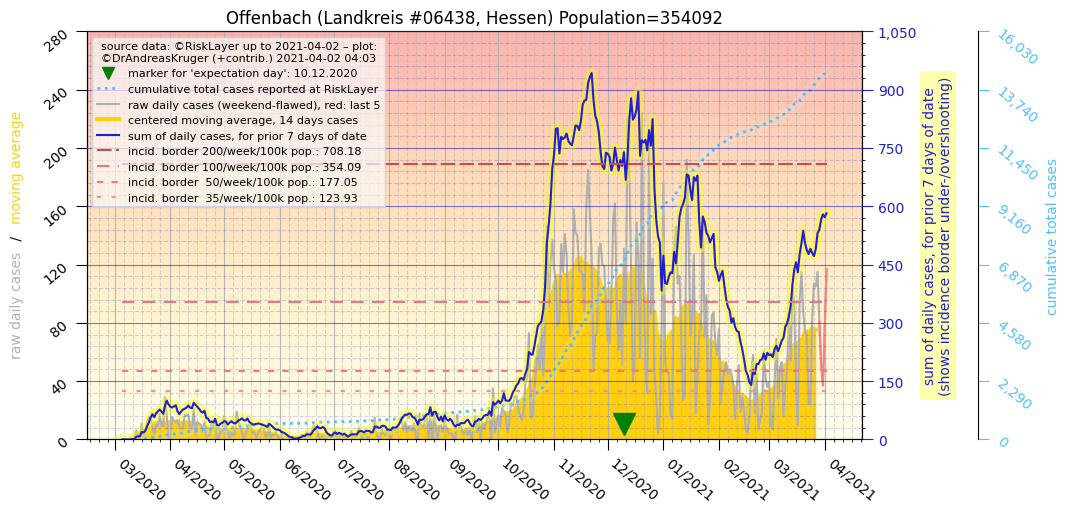 Offenbach (Landkreis #06438, Hessen) Population=354092
source data: ©RiskLayer up to 2021-04-02 – plot:
©DrAndreasKruger (+contrib.) 2021-04-02 04:03
marker for 'expectation day': 10.12.2020
cumulative total cases reported at RiskLayer
raw daily cases (weekend-flawed), red: last 5
centered moving average, 14 days cases
sum of daily cases, for prior 7 days of date
incid. border 200/week/100k pop.: 708.18
incid. border 100/week/100k pop.: 354.09
incid. border  50/week/100k pop.: 177.05
incid. border  35/week/100k pop.: 123.93
raw daily cases / moving average
280
240
200
160
120
80
40
0
03/2020
04/2020
05/2020
06/2020
07/2020
08/2020
09/2020
10/2020
11/2020
12/2020
01/2021
02/2021
03/2021
04/2021
1,050
900
750
600
450
300
150
0
sum of daily cases, for prior 7 days of date
(shows incidence border under-/overshooting)
16,030
13,740
11,450
9,160
6,870
4,580
2,290
0
cumulative total cases